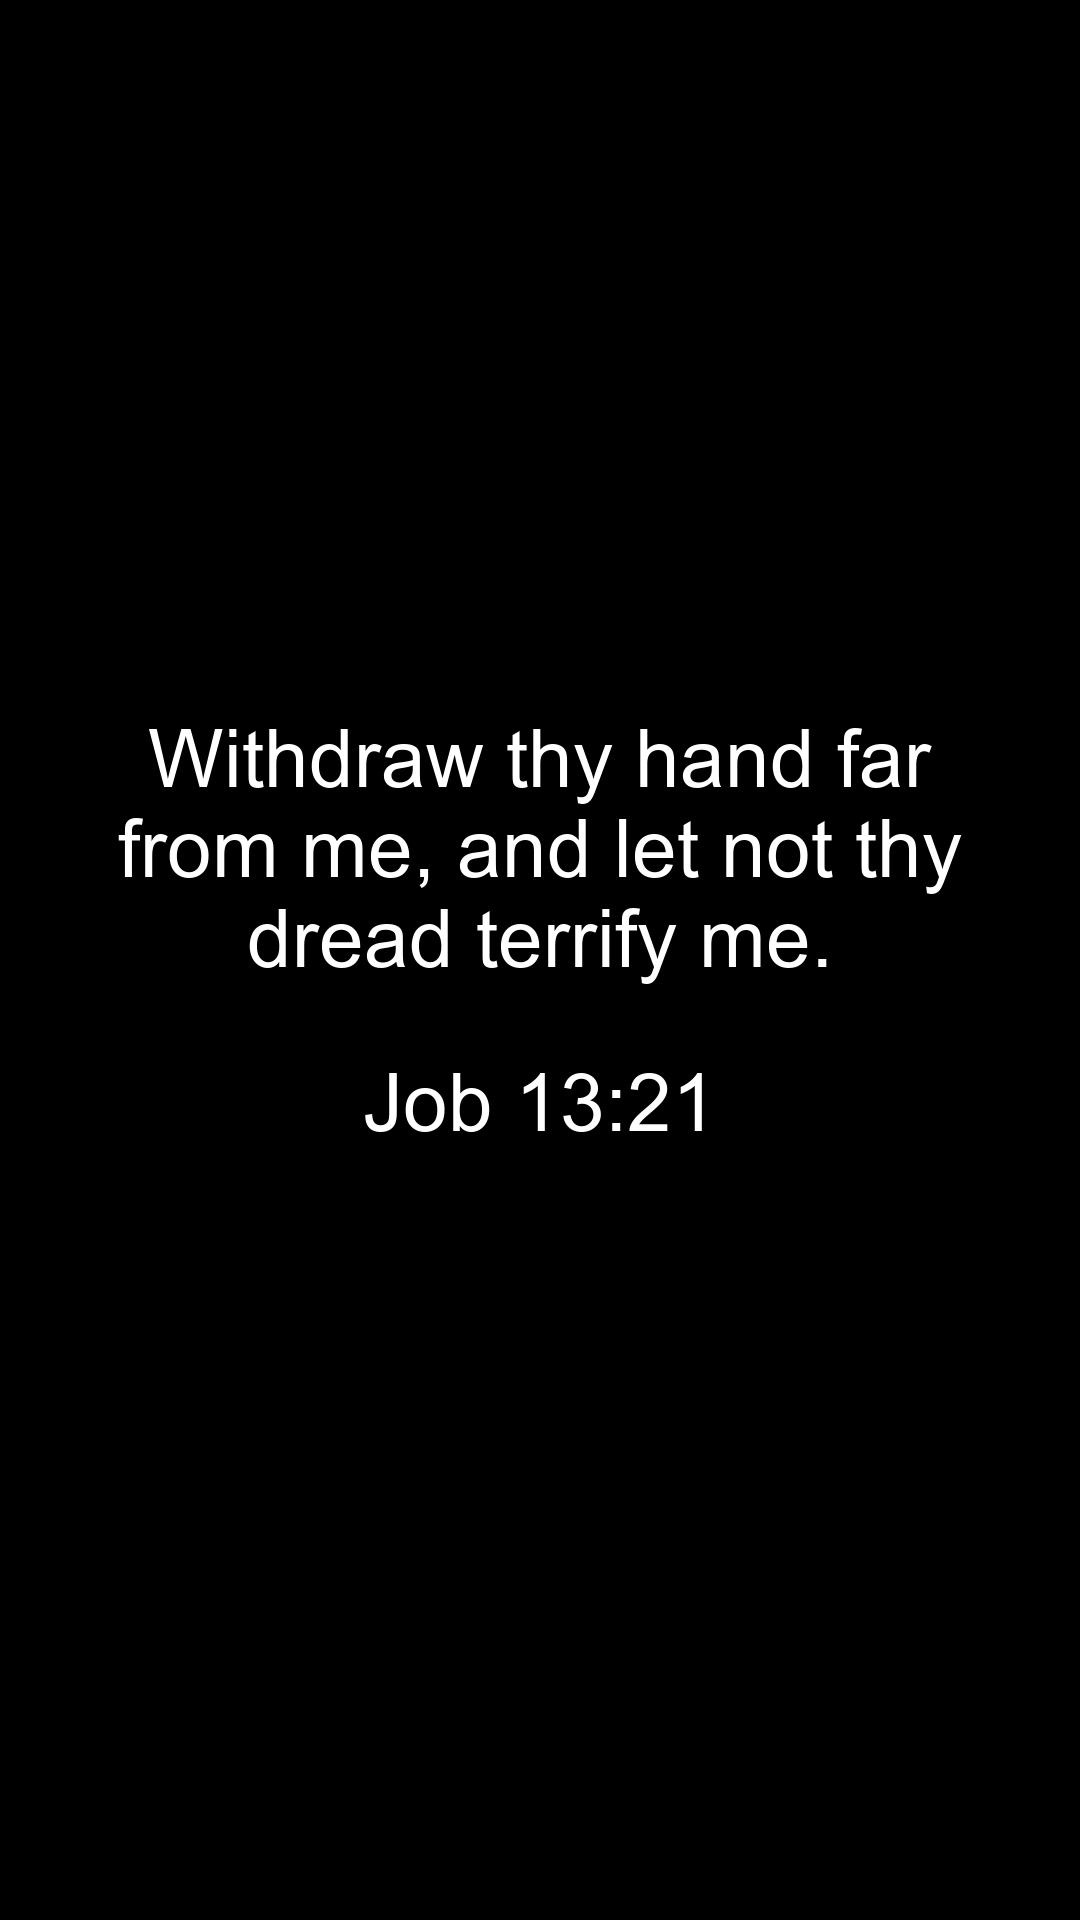 Withdraw thy hand far
from me, and let not thy
dread terrify me.
Job 13:21